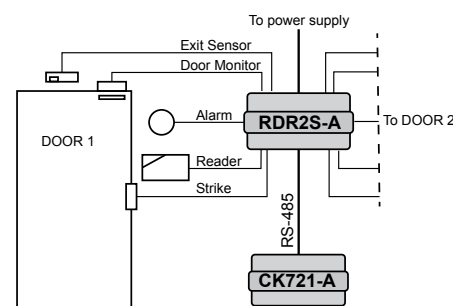 To power supply
Exit Sensor
Door Monitor
Alarm
RDR2S-A
To DOOR 2
DOOR 1
Reader
Strike
RS-485
CK721-A